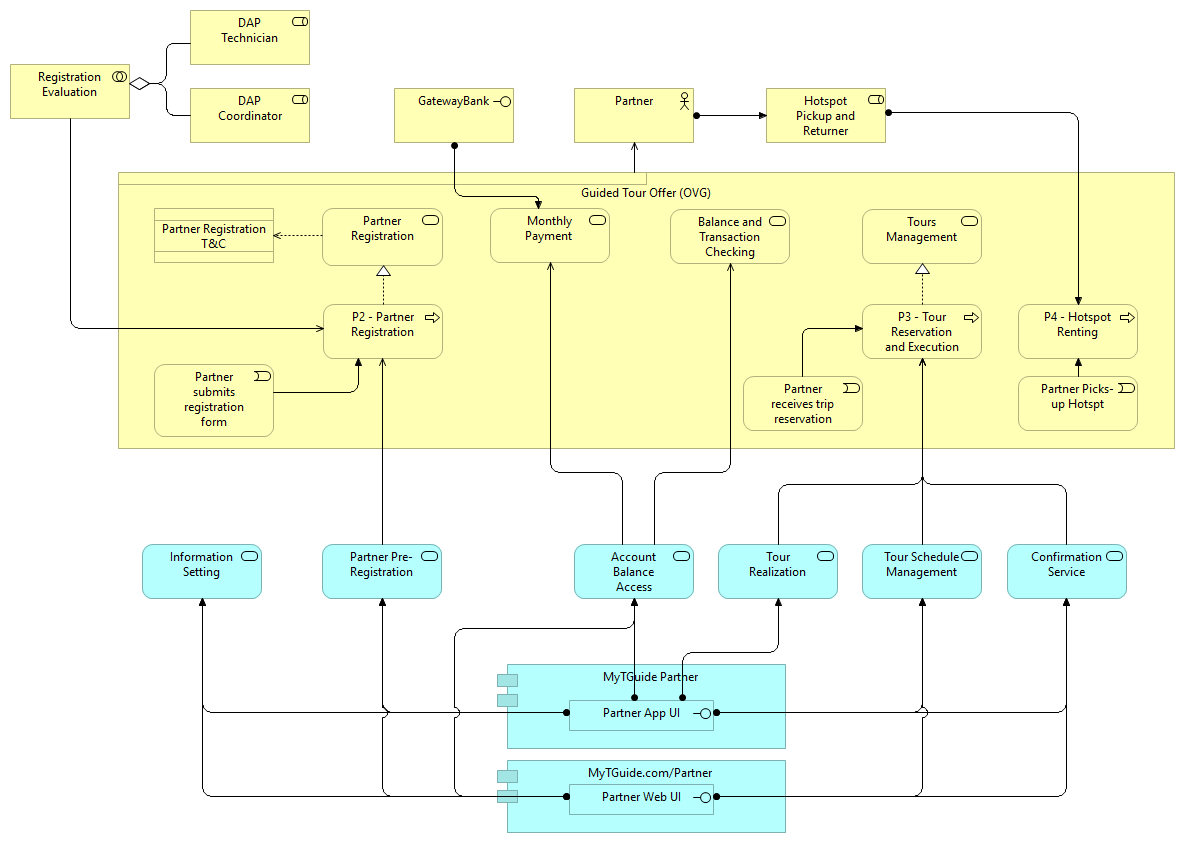 DAP
Technician
Registration
Evaluation
DAP
Coordinator
GatewayBank
Partner
Hotspot
Pickup and
Returner
Guided Tour Offer (OVG)
Partner Registration
T&C
Partner
Registration
Monthly
Payment
Balance and
Transaction
Checking
Tours
Management
P2 - Partner
Registration
P3 - Tour
Reservation
and Execution
P4 - Hotspot
Renting
Partner
submits
registration
form
Partner
receives trip
reservation
Partner Picks-
up Hotspt
Information
Setting
Partner Pre-
Registration
Account
Balance
Access
Tour
Realization
Tour Schedule
Management
Confirmation
Service
MyTGuide Partner
Partner App UI
MyTGuide.com/Partner
Partner Web UI